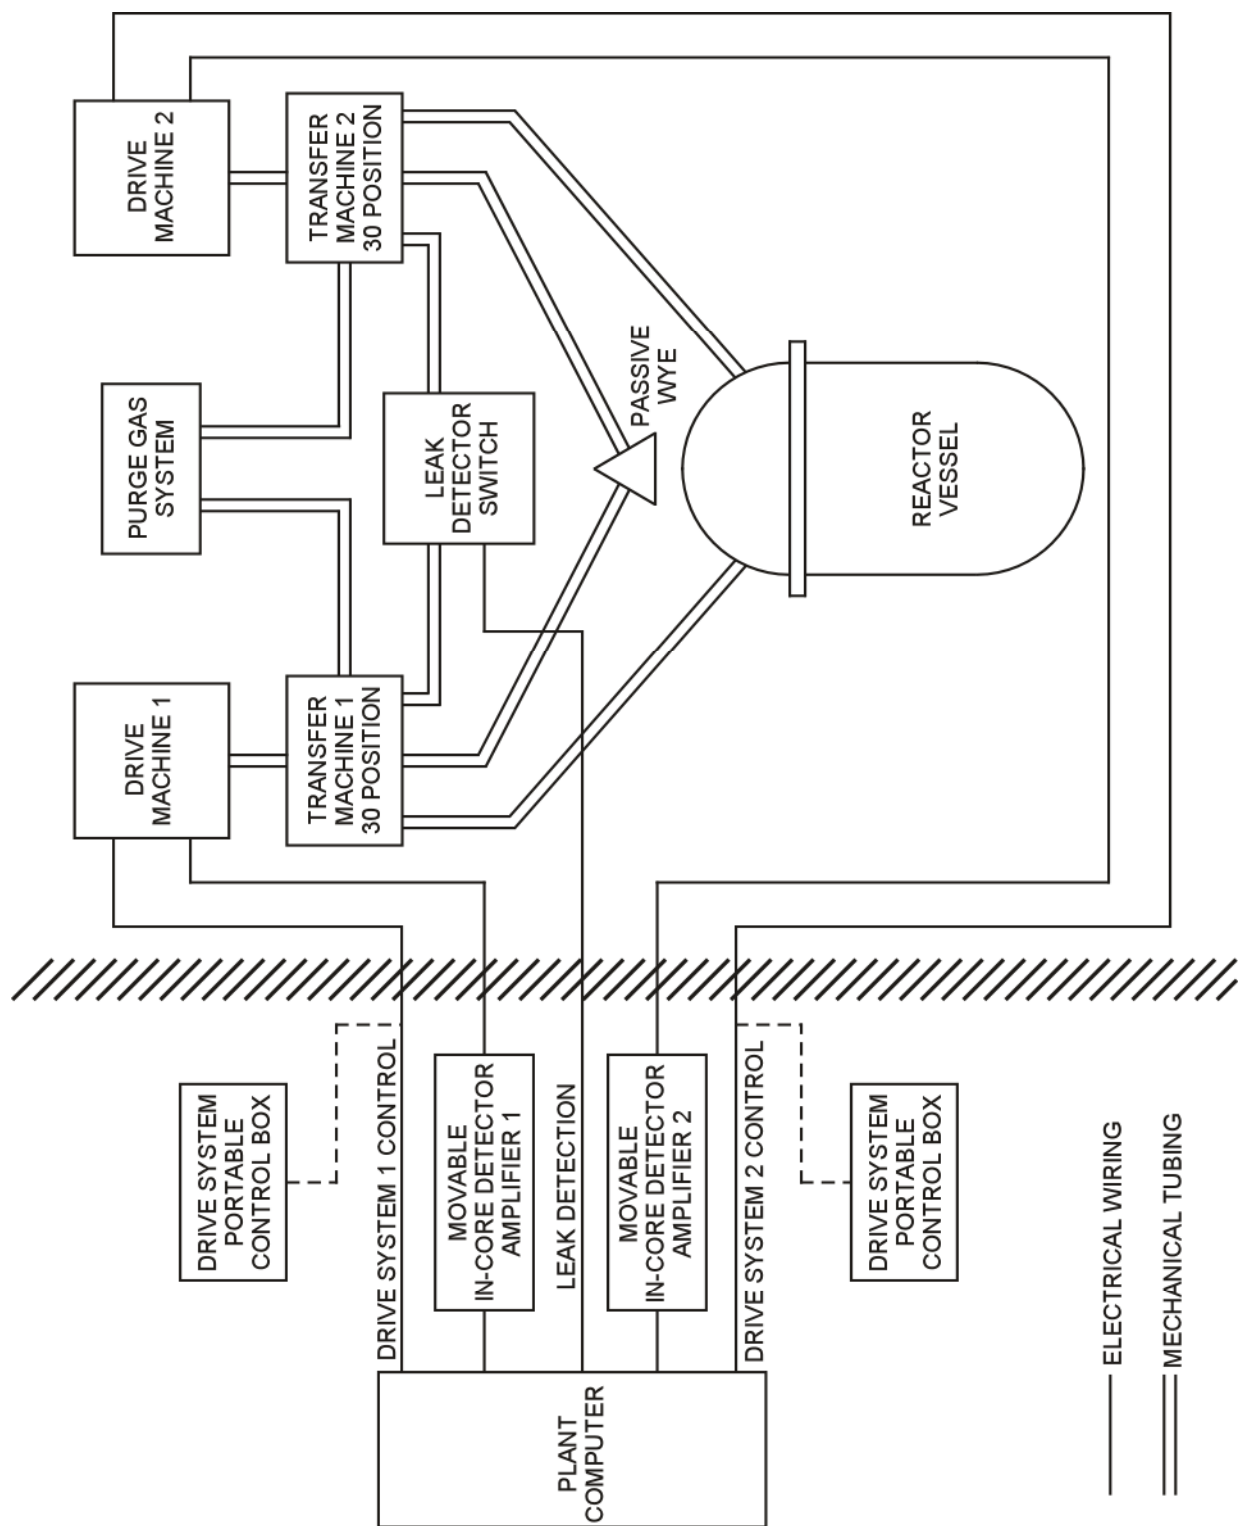 DRIVE
MACHINE 1
PURGE GAS
SYSTEM
DRIVE
MACHINE 2
TRANSFER
MACHINE 1
30 POSITION
TRANSFER
MACHINE 2
30 POSITION
LEAK
DETECTOR
SWITCH
PASSIVE
WYE
REACTOR
VESSEL
DRIVE SYSTEM
PORTABLE
CONTROL BOX
DRIVE SYSTEM 1 CONTROL
MOVABLE
IN-CORE DETECTOR
AMPLIFIER 1
LEAK DETECTION
MOVABLE
IN-CORE DETECTOR
AMPLIFIER 2
DRIVE SYSTEM 2 CONTROL
DRIVE SYSTEM
PORTABLE
CONTROL BOX
PLANT
COMPUTER
ELECTRICAL WIRING
MECHANICAL TUBING